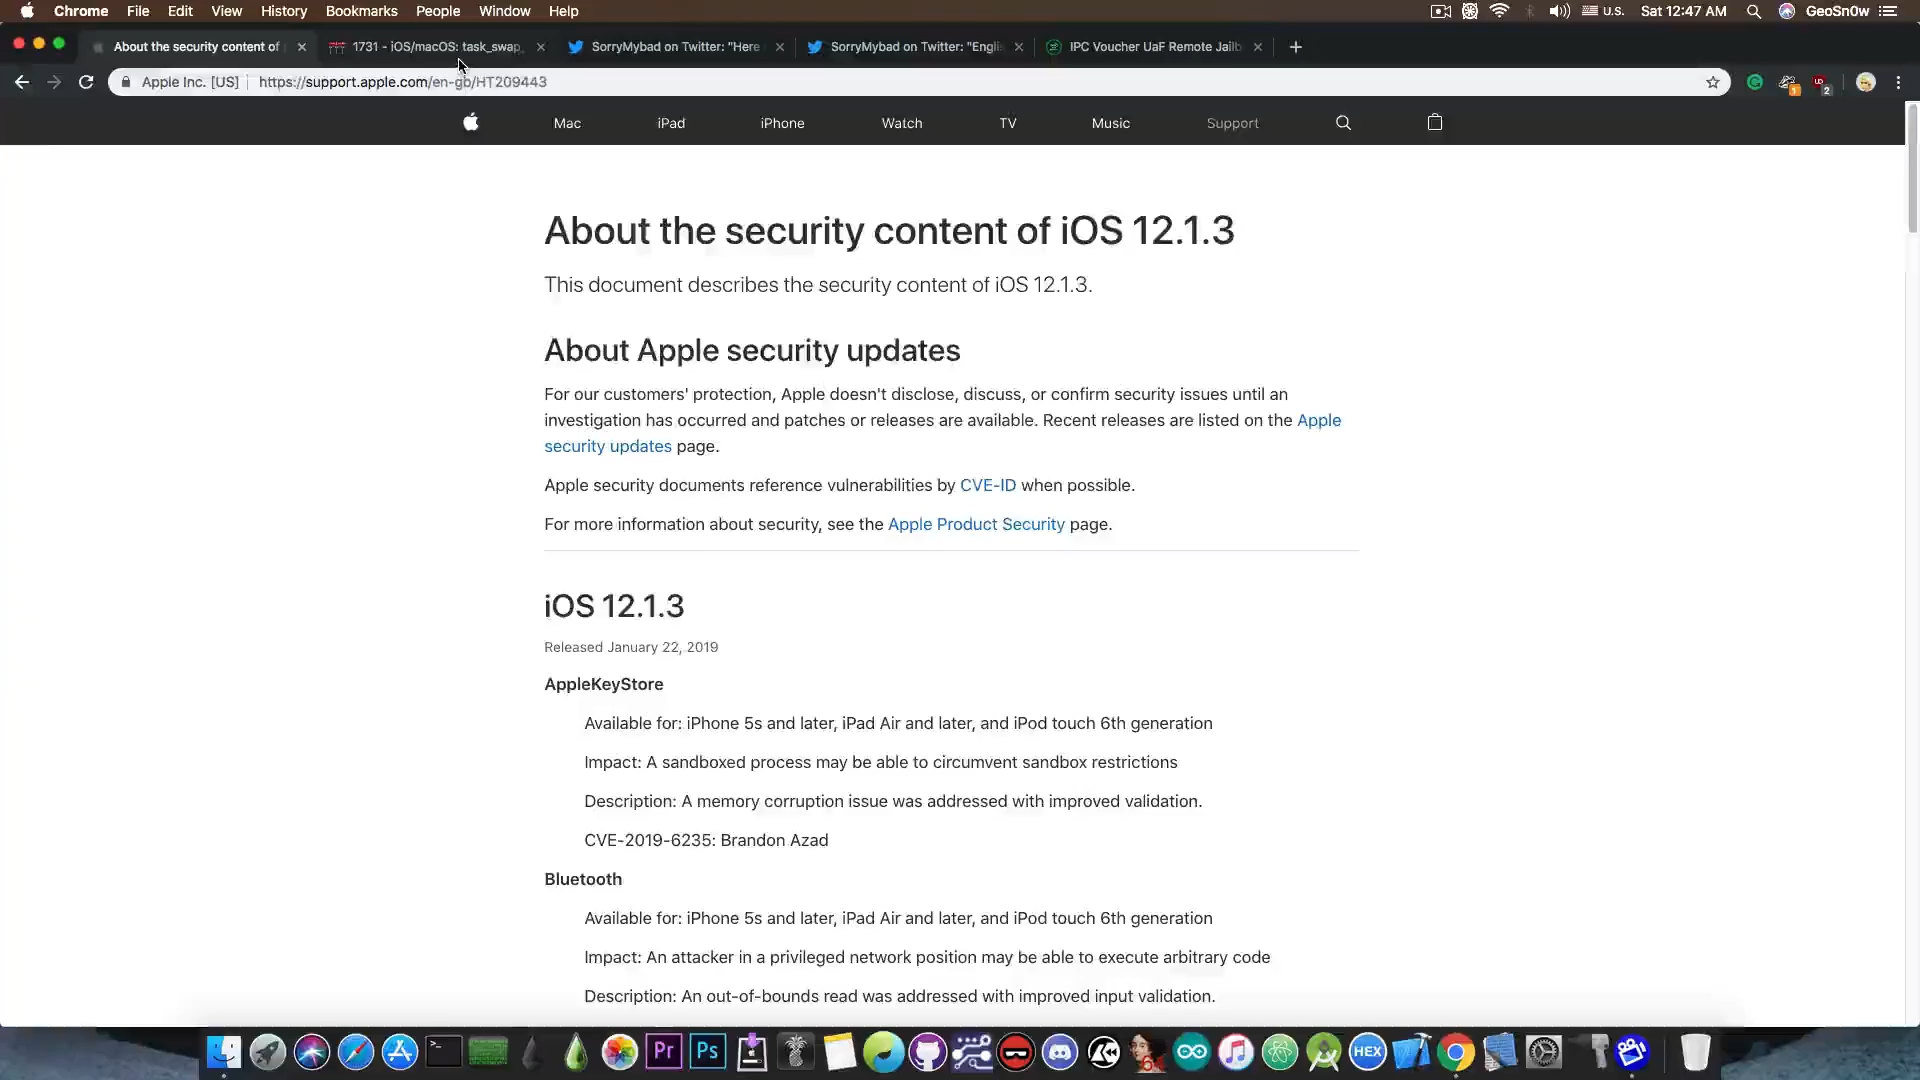 Chrome File Edit View History Bookmarks People Window Help
U.S. Sat 12:47 AM GeoSn0w
About the security content of
1731 - iOS/macOS: task_swap_
SorryMybad on Twitter: "Here
SorryMybad on Twitter: "Engli
IPC Voucher UaF Remote Jailb
Apple Inc. [US] https://support.apple.com/en-gb/HT209443
1
2
Mac iPad iPhone Watch TV Music Support
About the security content of iOS 12.1.3
This document describes the security content of iOS 12.1.3.
About Apple security updates
For our customers' protection, Apple doesn't disclose, discuss, or confirm security issues until an
investigation has occurred and patches or releases are available. Recent releases are listed on the Apple
security updates page.
Apple security documents reference vulnerabilities by CVE-ID when possible.
For more information about security, see the Apple Product Security page.
iOS 12.1.3
Released January 22, 2019
AppleKeyStore
Available for: iPhone 5s and later, iPad Air and later, and iPod touch 6th generation
Impact: A sandboxed process may be able to circumvent sandbox restrictions
Description: A memory corruption issue was addressed with improved validation.
CVE-2019-6235: Brandon Azad
Bluetooth
Available for: iPhone 5s and later, iPad Air and later, and iPod touch 6th generation
Impact: An attacker in a privileged network position may be able to execute arbitrary code
Description: An out-of-bounds read was addressed with improved input validation.
Pr Ps HEX